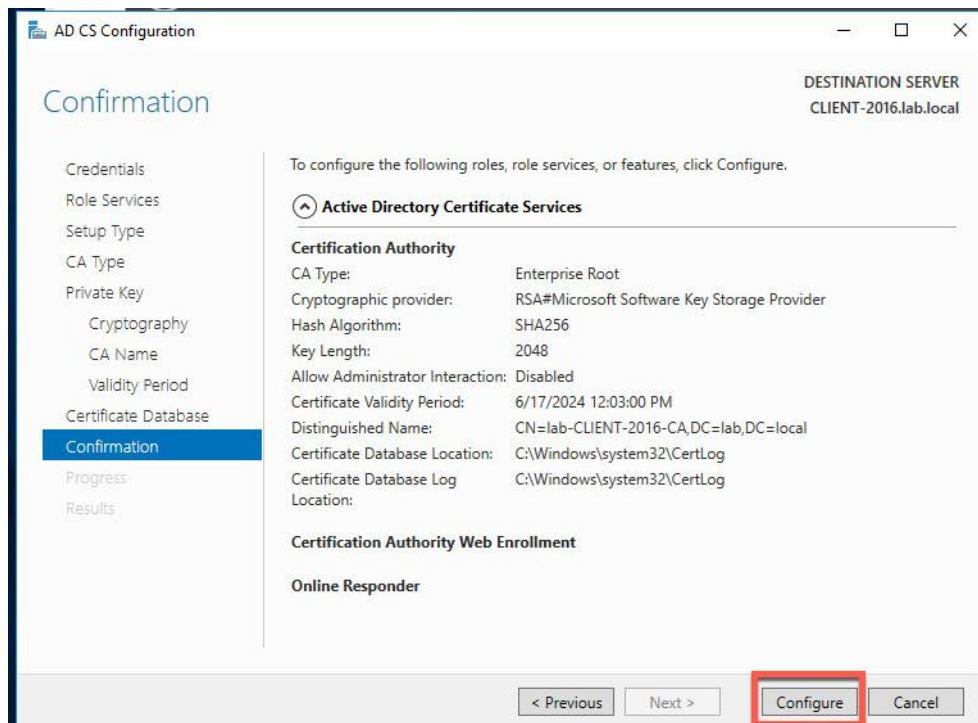 AD CS Configuration
DESTINATION SERVER
CLIENT-2016.lab.local
Confirmation
Credentials
Role Services
Setup Type
CA Type
Private Key
Cryptography
CA Name
Validity Period
Certificate Database
Confirmation
Progress
Results
To configure the following roles, role services, or features, click Configure.
Active Directory Certificate Services
Certification Authority
CA Type: Enterprise Root
Cryptographic provider: RSA#Microsoft Software Key Storage Provider
Hash Algorithm: SHA256
Key Length: 2048
Allow Administrator Interaction: Disabled
Certificate Validity Period: 6/17/2024 12:03:00 PM
Distinguished Name: CN=lab-CLIENT-2016-CA,DC=lab,DC=local
Certificate Database Location: C:\Windows\system32\CertLog
Certificate Database Log C:\Windows\system32\CertLog
Location:
Certification Authority Web Enrollment
Online Responder
< Previous Next > Configure Cancel